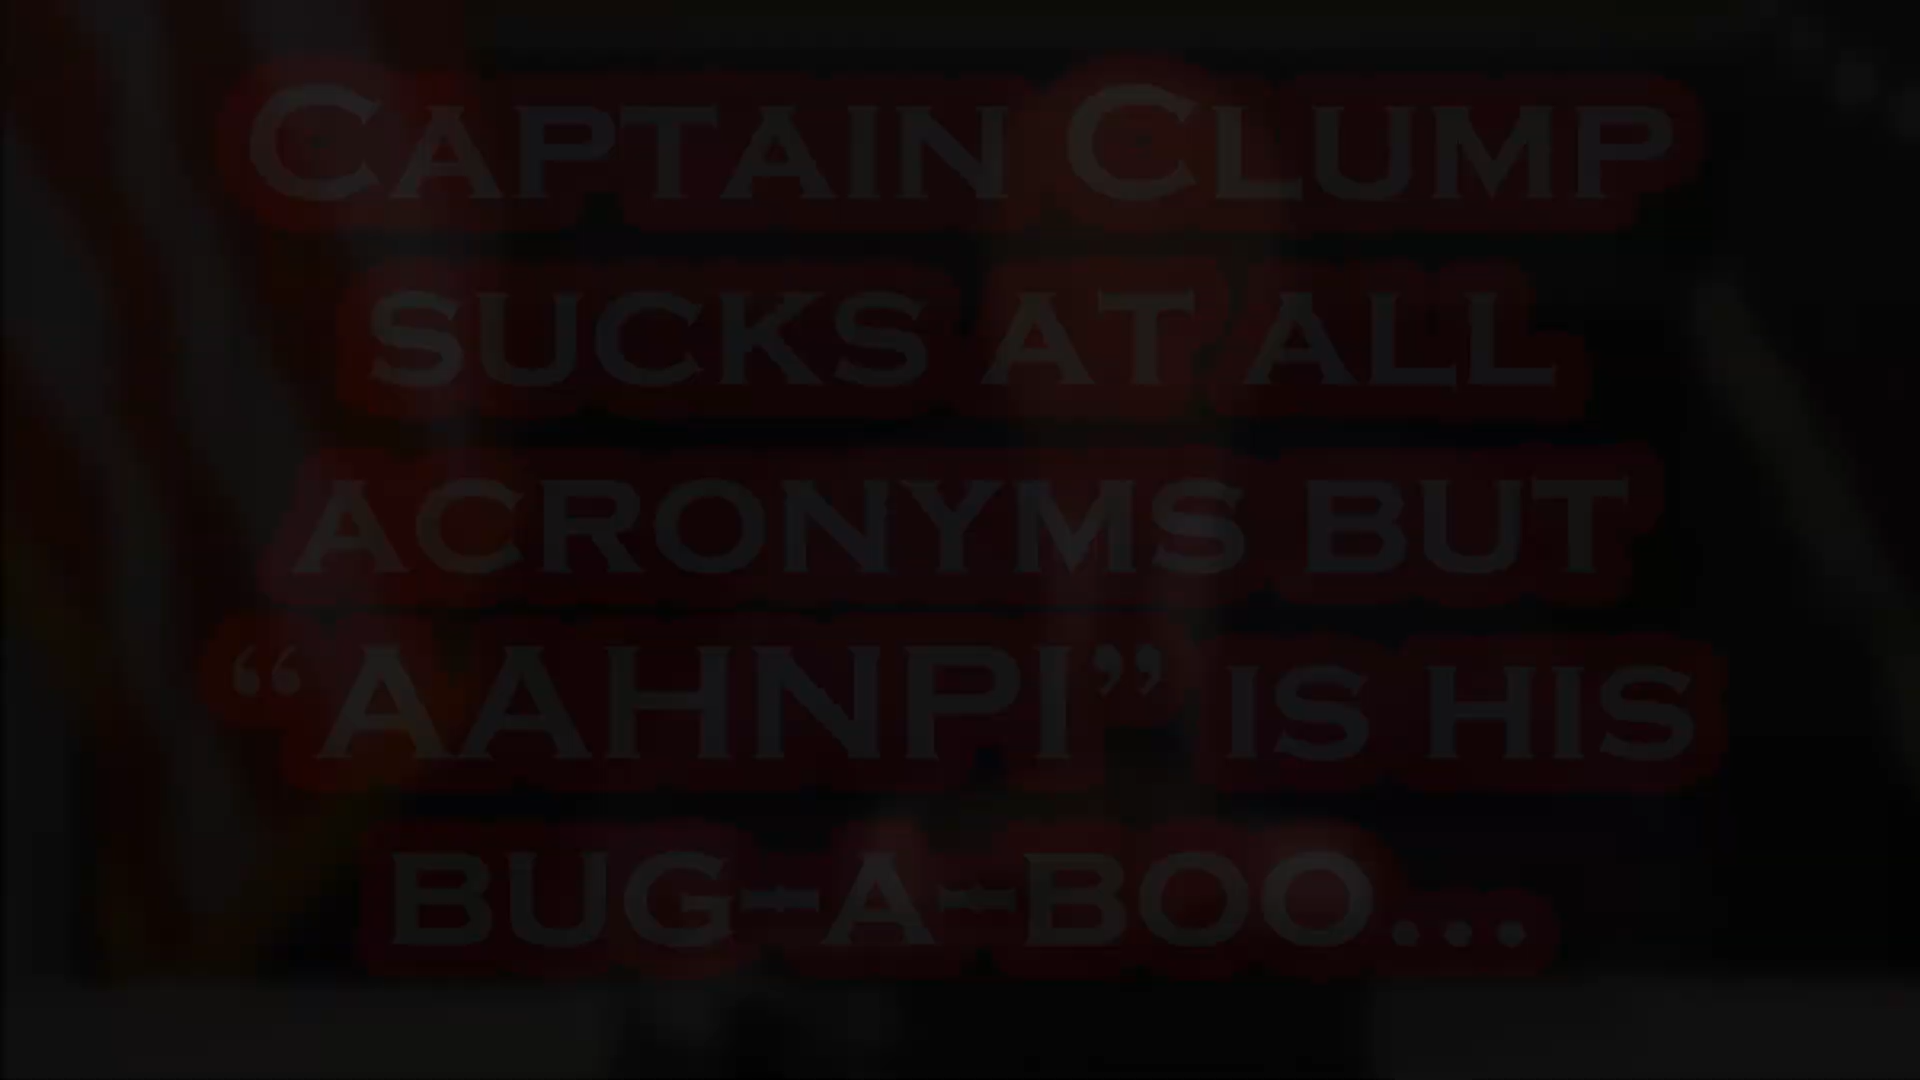 Captain Clump
sucks at all
acronyms but
“AAHNPI” is his
bug-a-boo...